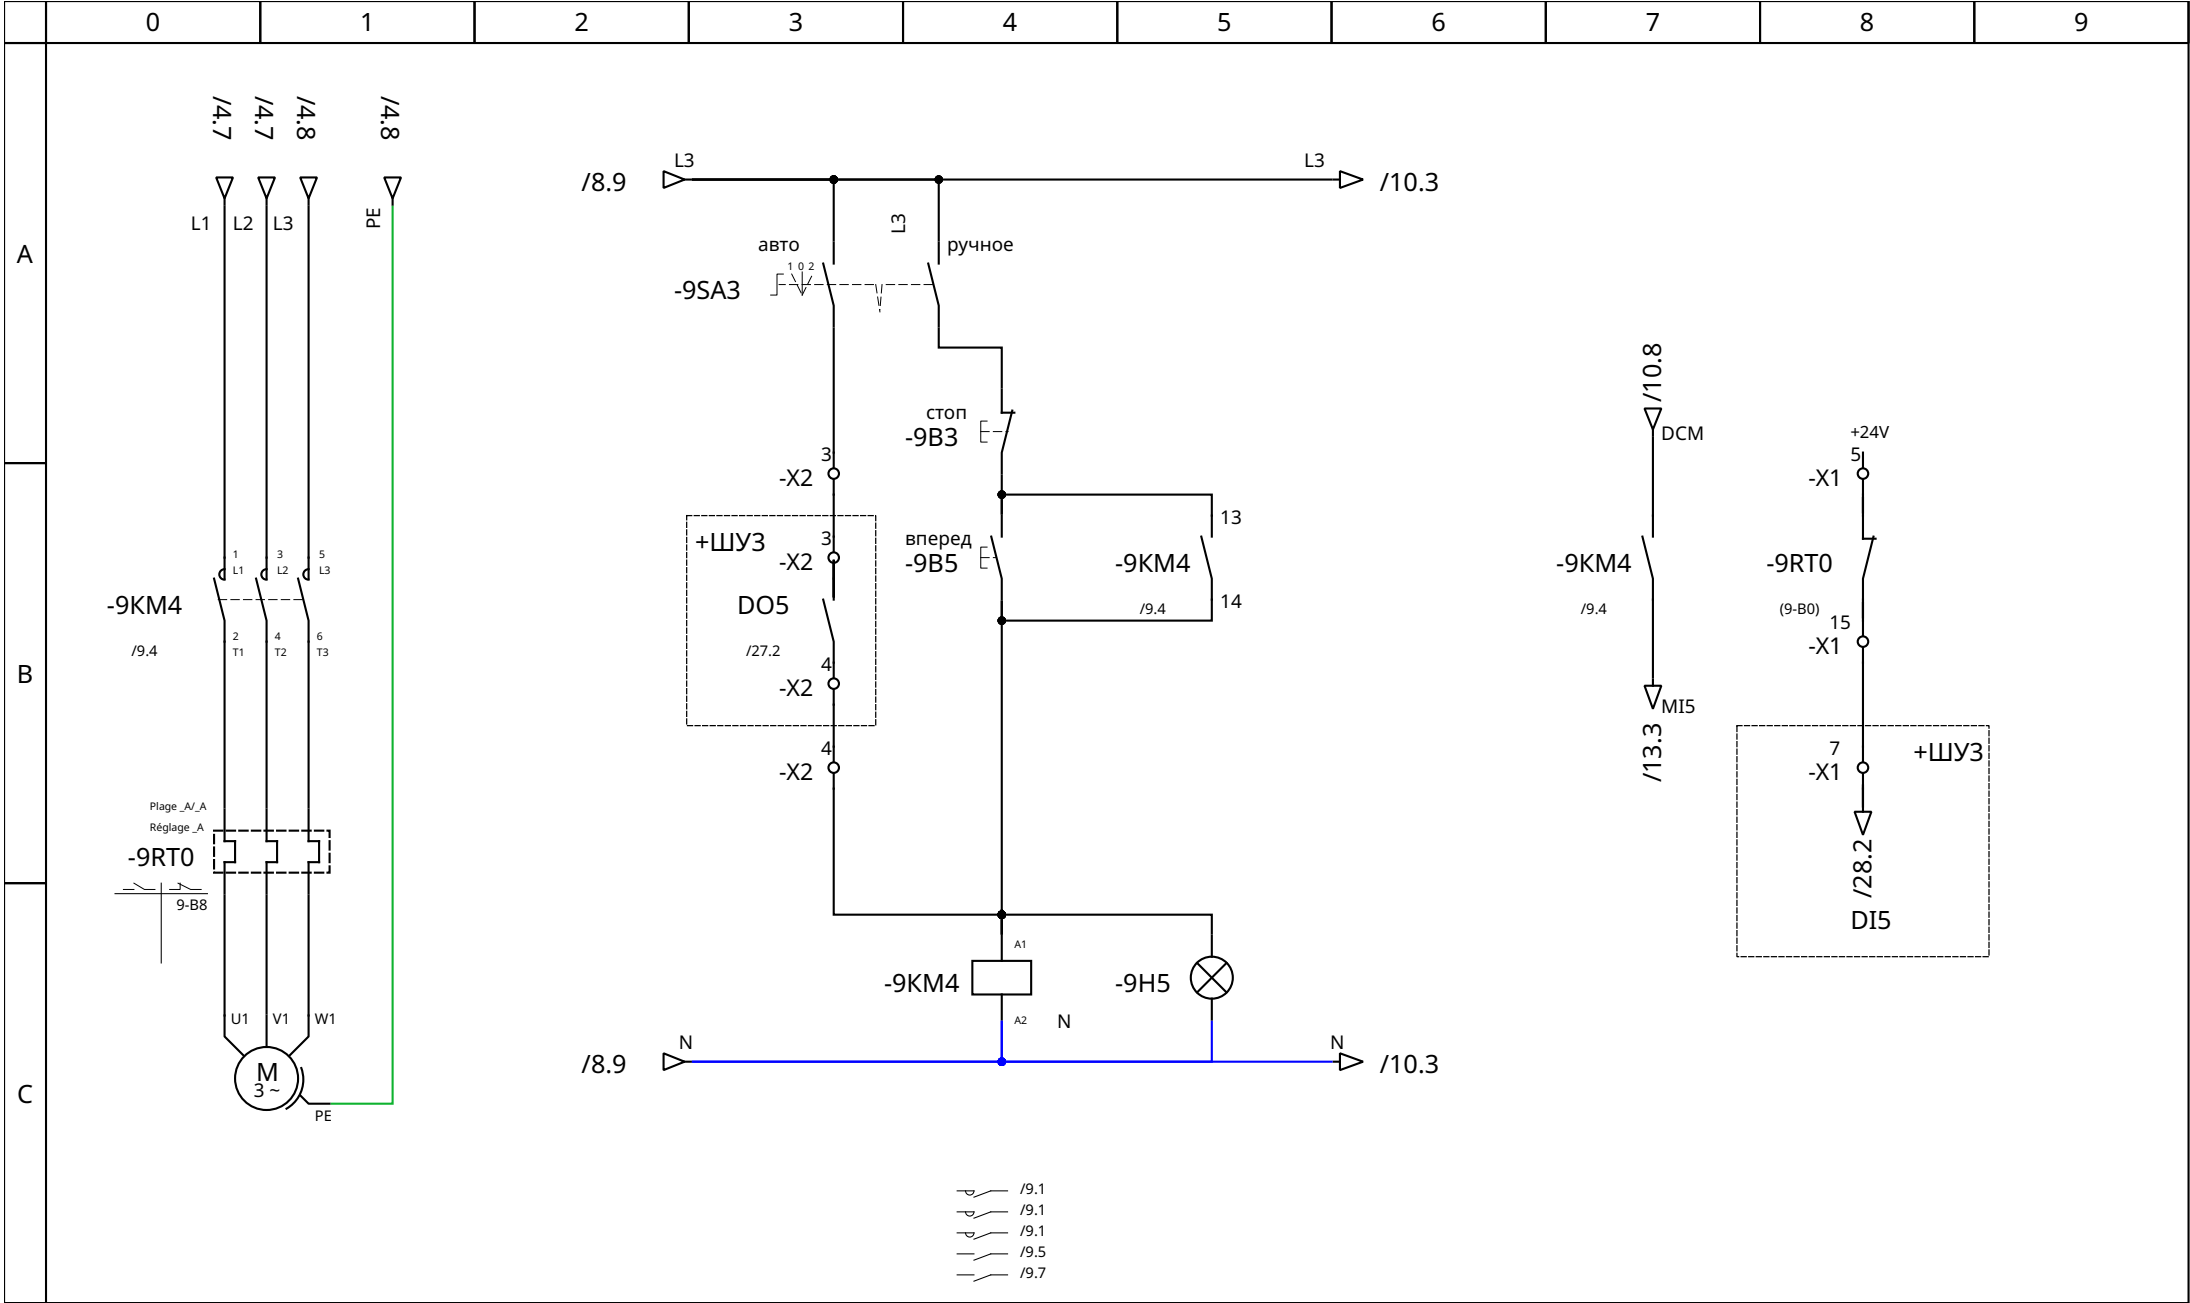 0 1 2 3 4 5 6 7 8 9
A
B
C
/4.7 /4.7 /4.8 /4.8
L1 L2 L3 PE
1 3 5
L1 L2 L3
-9KM4
/9.4
2 4 6
T1 T2 T3
Plage _A/_A
Réglage _A
-9RT0
9-B8
U1 V1 W1
M
3 ~
PE
/8.9 L3
L3 /10.3
L3
авто
ручное
1 0 2
-9SA3
стоп
-9B3
3
-X2
+ШУ3
3
-X2
DO5
/27.2
4
-X2
4
-X2
вперед
-9B5
13
-9KM4
/9.4
14
A1
-9KM4
A2
N
-9H5
/8.9 N
N /10.3
/9.1
/9.1
/9.1
/9.5
/9.7
/10.8
DCM
-9KM4
/9.4
MI5
/13.3
+24V
5
-X1
-9RT0
(9-B0)
15
-X1
+ШУ3
7
-X1
/28.2
DI5